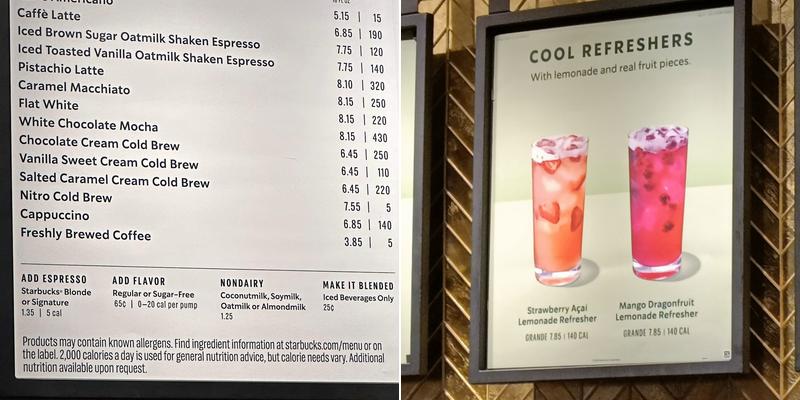 Americano 5.15 | 15
Caffè Latte 6.85 | 190
Iced Brown Sugar Oatmilk Shaken Espresso 7.75 | 120
Iced Toasted Vanilla Oatmilk Shaken Espresso 7.75 | 140
Pistachio Latte 8.10 | 320
Caramel Macchiato 8.15 | 250
Flat White 8.15 | 220
White Chocolate Mocha 8.15 | 430
Chocolate Cream Cold Brew 6.45 | 250
Vanilla Sweet Cream Cold Brew 6.45 | 110
Salted Caramel Cream Cold Brew 6.45 | 220
Nitro Cold Brew 7.55 | 5
Cappuccino 6.85 | 140
Freshly Brewed Coffee 3.85 | 5
ADD ESPRESSO
Starbucks® Blonde
or Signature
1.35 | 5 cal
ADD FLAVOR
Regular or Sugar-Free
65¢ | 0–20 cal per pump
NONDAIRY
Coconutmilk, Soymilk,
Oatmilk or Almondmilk
1.25
MAKE IT BLENDED
Iced Beverages Only
25¢
Products may contain known allergens. Find ingredient information at starbucks.com/menu or on
the label. 2,000 calories a day is used for general nutrition advice, but calorie needs vary. Additional
nutrition available upon request.
COOL REFRESHERS
With lemonade and real fruit pieces.
Strawberry Açaí
Lemonade Refresher
GRANDE 7.85 | 140 CAL
Mango Dragonfruit
Lemonade Refresher
GRANDE 7.85 | 140 CAL